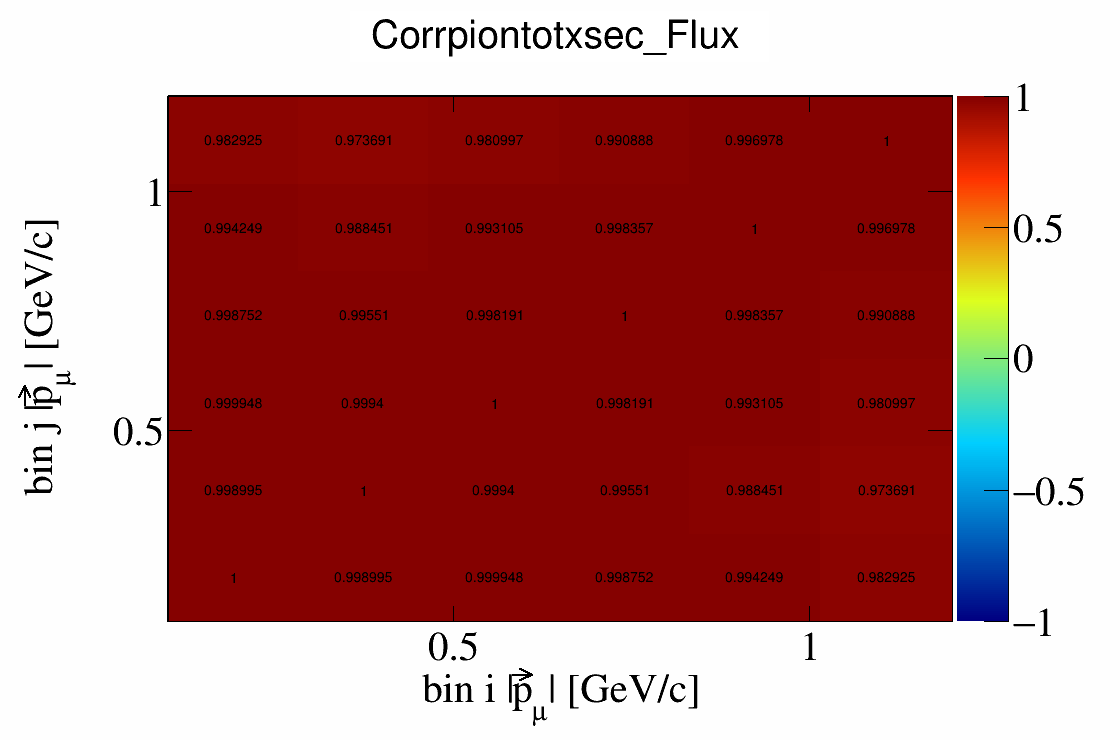 Corrpiontotxsec_Flux
0.982925 0.973691 0.980997 0.990888 0.996978 1
0.994249 0.988451 0.993105 0.998357 1 0.996978
0.998752 0.99551 0.998191 1 0.998357 0.990888
0.999948 0.9994 1 0.998191 0.993105 0.980997
0.998995 1 0.9994 0.99551 0.988451 0.973691
1 0.998995 0.999948 0.998752 0.994249 0.982925
1
0.5
bin j |p⃗μ| [GeV/c]
0.5 1
bin i |p⃗μ| [GeV/c]
1
0.5
0
−0.5
−1